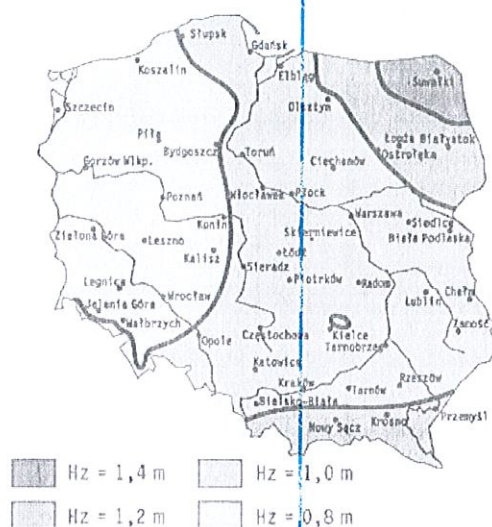 Słupsk
Gdańsk
Koszalin
Elbląg
Suwałki
Szczecin
Olsztyn
Piła
Łomża Białystok
Ostrołęka
Bydgoszcz
Toruń
Ciechanów
Gorzów Wlkp.
Poznań
Włocławek
Płock
Warszawa
Siedlce
Biała Podlaska
Konin
Skierniewice
Zielona Góra
Leszno
Kalisz
Łódź
Sieradz
Piotrków
Radom
Legnica
Lublin
Chełm
Jelenia Góra
Wrocław
Zamość
Wałbrzych
Opole
Częstochowa
Kielce
Tarnobrzeg
Katowice
Kraków
Rzeszów
Tarnów
Bielsko-Biała
Przemyśl
Nowy Sącz
Krosno
Hz = 1,4 m
Hz = 1,0 m
Hz = 1,2 m
Hz = 0,8 m